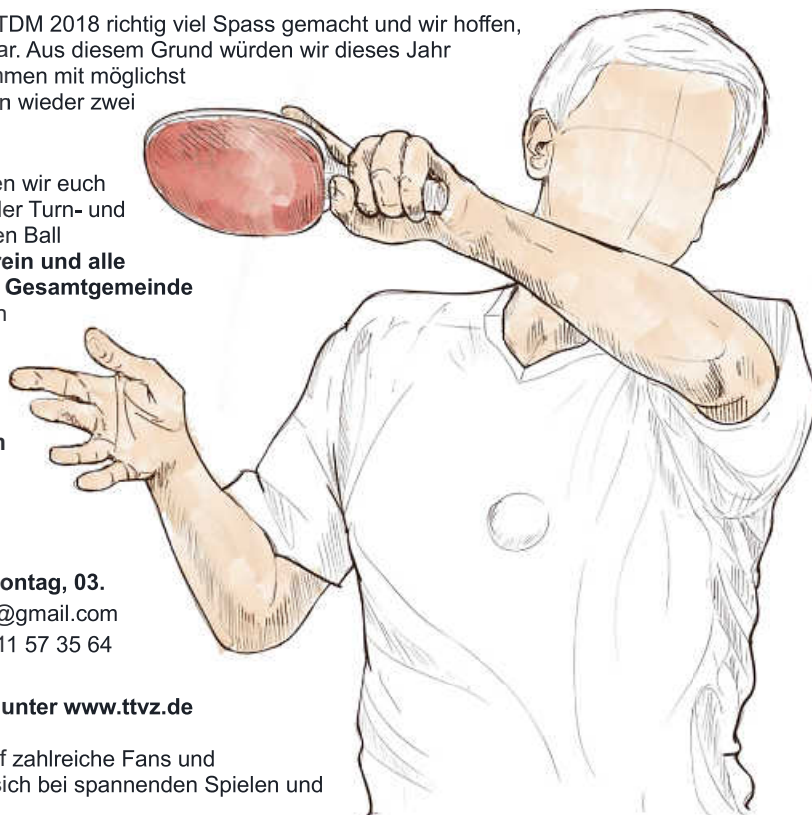 TDM 2018 richtig viel Spass gemacht und wir hoffen,
ar. Aus diesem Grund würden wir dieses Jahr
mmen mit möglichst
n wieder zwei
en wir euch
der Turn- und
en Ball
rein und alle
Gesamtgemeinde
n
n
ontag, 03.
@gmail.com
11 57 35 64
unter www.ttvz.de
f zahlreiche Fans und
sich bei spannenden Spielen und